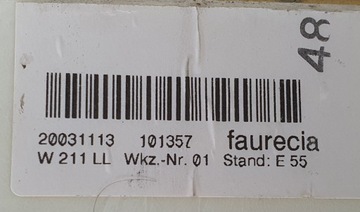 48
20031113 101357 faurecia
W 211 LL Wkz.-Nr. 01 Stand: E 55